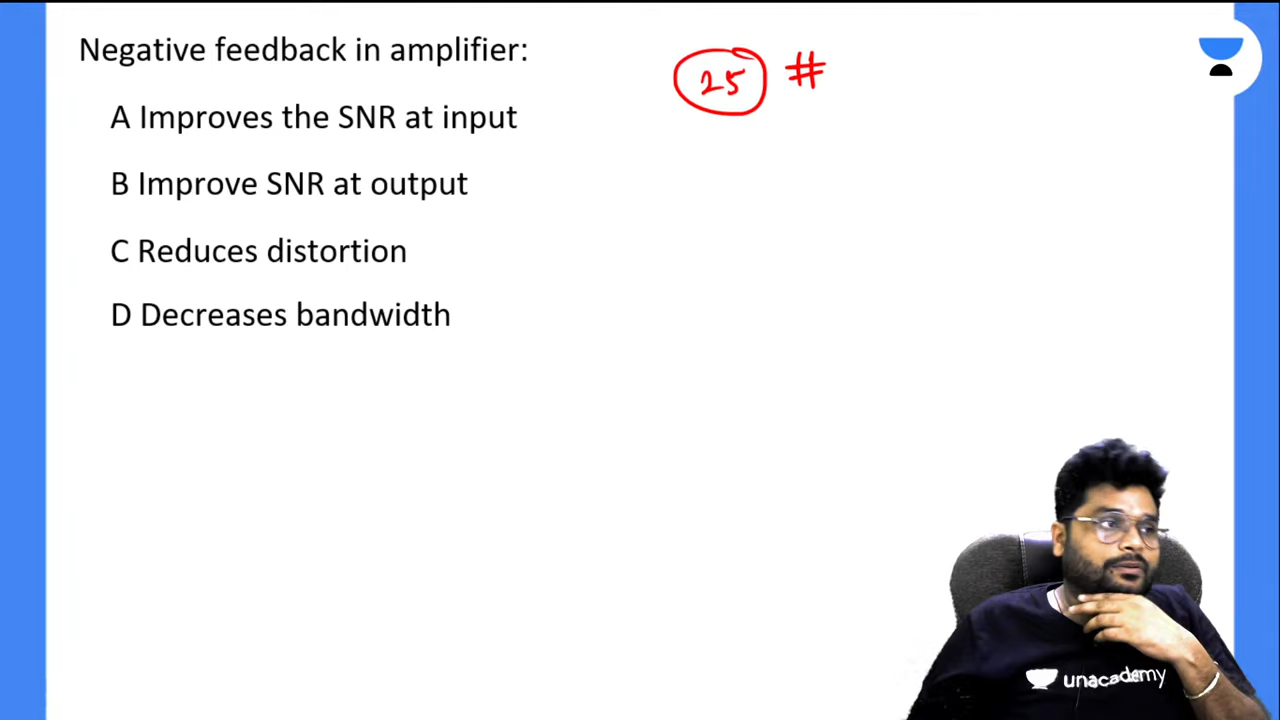 Negative feedback in amplifier:
25 #
A Improves the SNR at input
B Improve SNR at output
C Reduces distortion
D Decreases bandwidth
unacademy